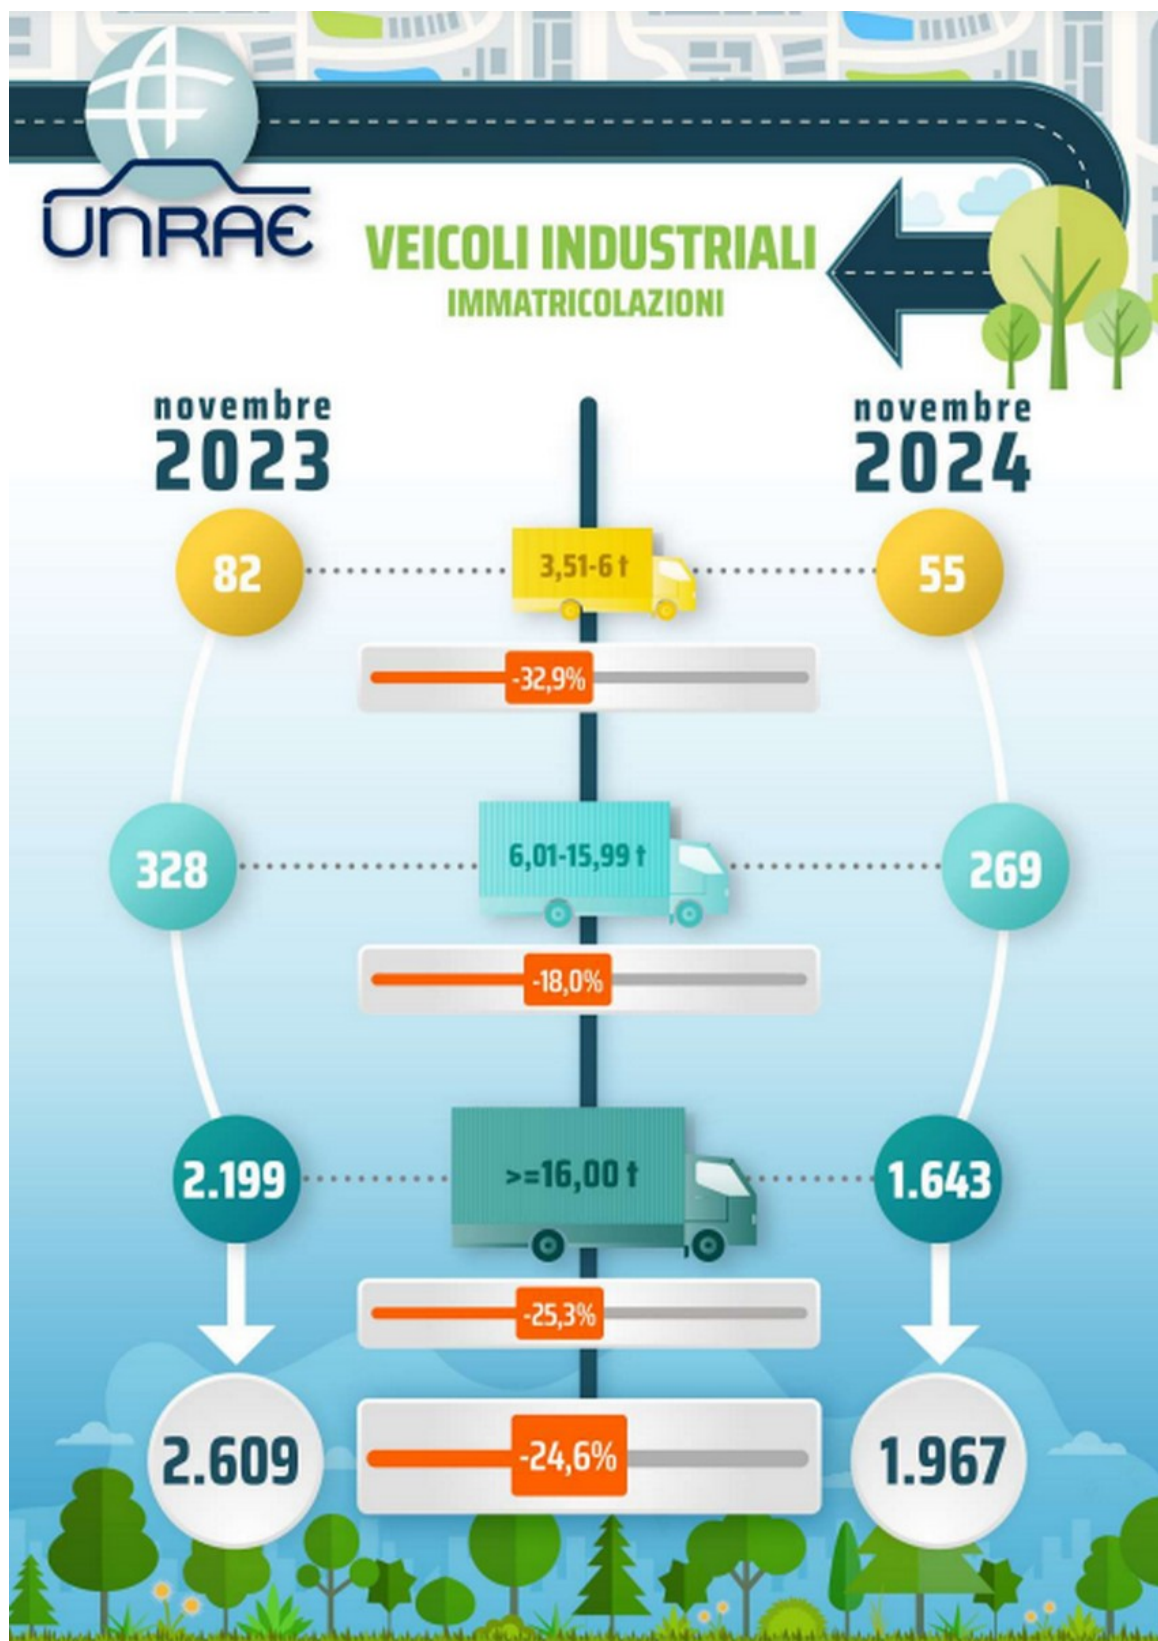 UNRAE
VEICOLI INDUSTRIALI
IMMATRICOLAZIONI
novembre
2023
novembre
2024
82
3,51-6 t
55
-32,9%
328
6,01-15,99 t
269
-18,0%
2.199
>=16,00 t
1.643
-25,3%
2.609
-24,6%
1.967